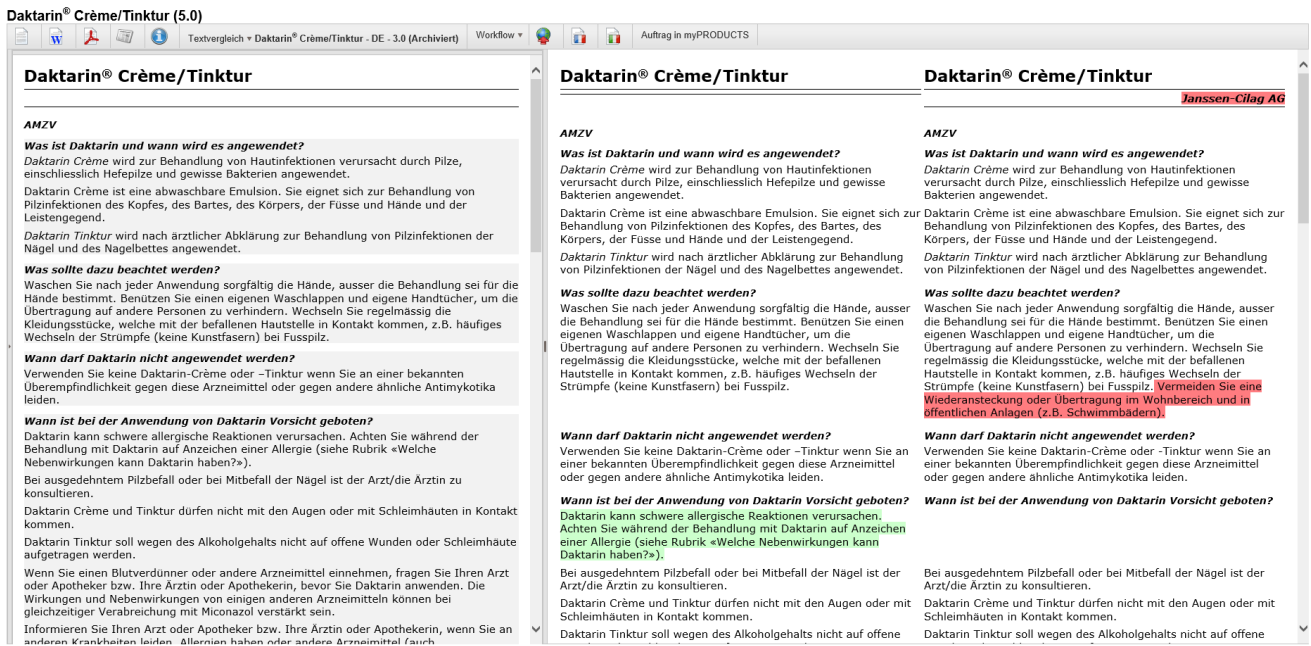 Daktarin® Crème/Tinktur (5.0)
Textvergleich ▾ Daktarin® Crème/Tinktur - DE - 3.0 (Archiviert)
Workflow ▾
Auftrag in myPRODUCTS
Daktarin® Crème/Tinktur
AMZV
Was ist Daktarin und wann wird es angewendet?
Daktarin Crème wird zur Behandlung von Hautinfektionen verursacht durch Pilze,
einschliesslich Hefepilze und gewisse Bakterien angewendet.
Daktarin Crème ist eine abwaschbare Emulsion. Sie eignet sich zur Behandlung von
Pilzinfektionen des Kopfes, des Bartes, des Körpers, der Füsse und Hände und der
Leistengegend.
Daktarin Tinktur wird nach ärztlicher Abklärung zur Behandlung von Pilzinfektionen der
Nägel und des Nagelbettes angewendet.
Was sollte dazu beachtet werden?
Waschen Sie nach jeder Anwendung sorgfältig die Hände, ausser die Behandlung sei für die
Hände bestimmt. Benützen Sie einen eigenen Waschlappen und eigene Handtücher, um die
Übertragung auf andere Personen zu verhindern. Wechseln Sie regelmässig die
Kleidungsstücke, welche mit der befallenen Hautstelle in Kontakt kommen, z.B. häufiges
Wechseln der Strümpfe (keine Kunstfasern) bei Fusspilz.
Wann darf Daktarin nicht angewendet werden?
Verwenden Sie keine Daktarin-Crème oder –Tinktur wenn Sie an einer bekannten
Überempfindlichkeit gegen diese Arzneimittel oder gegen andere ähnliche Antimykotika
leiden.
Wann ist bei der Anwendung von Daktarin Vorsicht geboten?
Daktarin kann schwere allergische Reaktionen verursachen. Achten Sie während der
Behandlung mit Daktarin auf Anzeichen einer Allergie (siehe Rubrik «Welche
Nebenwirkungen kann Daktarin haben?»).
Bei ausgedehntem Pilzbefall oder bei Mitbefall der Nägel ist der Arzt/die Ärztin zu
konsultieren.
Daktarin Crème und Tinktur dürfen nicht mit den Augen oder mit Schleimhäuten in Kontakt
kommen.
Daktarin Tinktur soll wegen des Alkoholgehalts nicht auf offene Wunden oder Schleimhäute
aufgetragen werden.
Wenn Sie einen Blutverdünner oder andere Arzneimittel einnehmen, fragen Sie Ihren Arzt
oder Apotheker bzw. Ihre Ärztin oder Apothekerin, bevor Sie Daktarin anwenden. Die
Wirkungen und Nebenwirkungen von einigen anderen Arzneimitteln können bei
gleichzeitiger Verabreichung mit Miconazol verstärkt sein.
Informieren Sie Ihren Arzt oder Apotheker bzw. Ihre Ärztin oder Apothekerin, wenn Sie an
anderen Krankheiten leiden, Allergien haben oder andere Arzneimittel (auch
Daktarin® Crème/Tinktur
AMZV
Was ist Daktarin und wann wird es angewendet?
Daktarin Crème wird zur Behandlung von Hautinfektionen
verursacht durch Pilze, einschliesslich Hefepilze und gewisse
Bakterien angewendet.
Daktarin Crème ist eine abwaschbare Emulsion. Sie eignet sich zur
Behandlung von Pilzinfektionen des Kopfes, des Bartes, des
Körpers, der Füsse und Hände und der Leistengegend.
Daktarin Tinktur wird nach ärztlicher Abklärung zur Behandlung
von Pilzinfektionen der Nägel und des Nagelbettes angewendet.
Was sollte dazu beachtet werden?
Waschen Sie nach jeder Anwendung sorgfältig die Hände, ausser
die Behandlung sei für die Hände bestimmt. Benützen Sie einen
eigenen Waschlappen und eigene Handtücher, um die
Übertragung auf andere Personen zu verhindern. Wechseln Sie
regelmässig die Kleidungsstücke, welche mit der befallenen
Hautstelle in Kontakt kommen, z.B. häufiges Wechseln der
Strümpfe (keine Kunstfasern) bei Fusspilz.
Wann darf Daktarin nicht angewendet werden?
Verwenden Sie keine Daktarin-Crème oder –Tinktur wenn Sie an
einer bekannten Überempfindlichkeit gegen diese Arzneimittel
oder gegen andere ähnliche Antimykotika leiden.
Wann ist bei der Anwendung von Daktarin Vorsicht geboten?
Daktarin kann schwere allergische Reaktionen verursachen.
Achten Sie während der Behandlung mit Daktarin auf Anzeichen
einer Allergie (siehe Rubrik «Welche Nebenwirkungen kann
Daktarin haben?»).
Bei ausgedehntem Pilzbefall oder bei Mitbefall der Nägel ist der
Arzt/die Ärztin zu konsultieren.
Daktarin Crème und Tinktur dürfen nicht mit den Augen oder mit
Schleimhäuten in Kontakt kommen.
Daktarin Tinktur soll wegen des Alkoholgehalts nicht auf offene
Daktarin® Crème/Tinktur
Janssen-Cilag AG
AMZV
Was ist Daktarin und wann wird es angewendet?
Daktarin Crème wird zur Behandlung von Hautinfektionen
verursacht durch Pilze, einschliesslich Hefepilze und gewisse
Bakterien angewendet.
Daktarin Crème ist eine abwaschbare Emulsion. Sie eignet sich zur
Behandlung von Pilzinfektionen des Kopfes, des Bartes, des
Körpers, der Füsse und Hände und der Leistengegend.
Daktarin Tinktur wird nach ärztlicher Abklärung zur Behandlung
von Pilzinfektionen der Nägel und des Nagelbettes angewendet.
Was sollte dazu beachtet werden?
Waschen Sie nach jeder Anwendung sorgfältig die Hände, ausser
die Behandlung sei für die Hände bestimmt. Benützen Sie einen
eigenen Waschlappen und eigene Handtücher, um die
Übertragung auf andere Personen zu verhindern. Wechseln Sie
regelmässig die Kleidungsstücke, welche mit der befallenen
Hautstelle in Kontakt kommen, z.B. häufiges Wechseln der
Strümpfe (keine Kunstfasern) bei Fusspilz. Vermeiden Sie eine
Wiederansteckung oder Übertragung im Wohnbereich und in
öffentlichen Anlagen (z.B. Schwimmbädern).
Wann darf Daktarin nicht angewendet werden?
Verwenden Sie keine Daktarin-Crème oder -Tinktur wenn Sie an
einer bekannten Überempfindlichkeit gegen diese Arzneimittel
oder gegen andere ähnliche Antimykotika leiden.
Wann ist bei der Anwendung von Daktarin Vorsicht geboten?
Bei ausgedehntem Pilzbefall oder bei Mitbefall der Nägel ist der
Arzt/die Ärztin zu konsultieren.
Daktarin Crème und Tinktur dürfen nicht mit den Augen oder mit
Schleimhäuten in Kontakt kommen.
Daktarin Tinktur soll wegen des Alkoholgehalts nicht auf offene